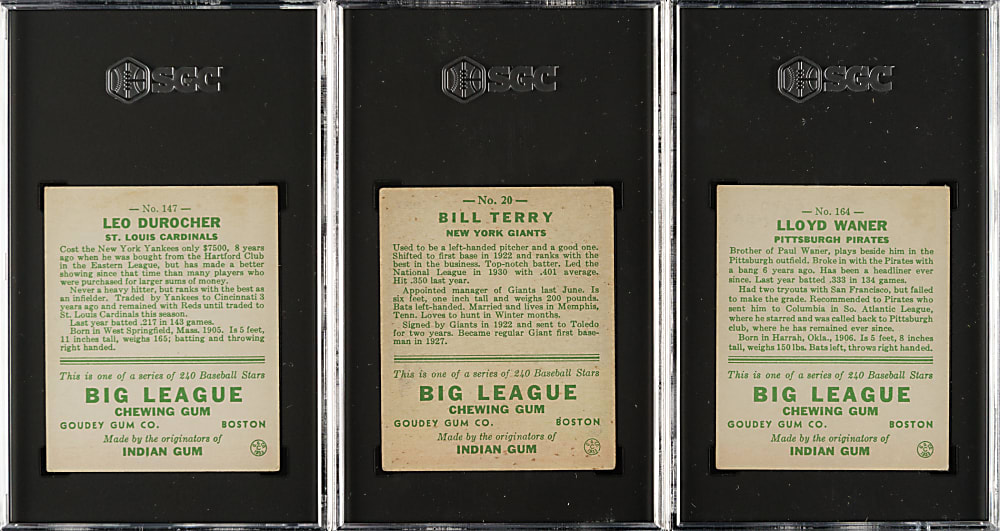 SGC
— No. 147 —
LEO DUROCHER
ST. LOUIS CARDINALS
Cost the New York Yankees only $7500, 8 years
ago when he was bought from the Hartford Club
in the Eastern League, but has made a better
showing since that time than many players who
were purchased for larger sums of money.
Never a heavy hitter, but ranks with the best as
an infielder. Traded by Yankees to Cincinnati 3
years ago and remained with Reds until traded to
St. Louis Cardinals this season.
Last year batted .217 in 143 games.
Born in West Springfield, Mass. 1905. Is 5 feet,
11 inches tall, weighs 165; batting and throwing
right handed.
This is one of a series of 240 Baseball Stars
BIG LEAGUE
CHEWING GUM
GOUDEY GUM CO. BOSTON
Made by the originators of
INDIAN GUM
SGC
— No. 20 —
BILL TERRY
NEW YORK GIANTS
Used to be a left-handed pitcher and a good one.
Shifted to first base in 1922 and ranks with the
best in the business. Top-notch batter. Led the
National League in 1930 with .401 average.
Hit .350 last year.
Appointed manager of Giants last June. Is
six feet, one inch tall and weighs 200 pounds.
Bats left-handed. Married and lives in Memphis,
Tenn. Loves to hunt in Winter months.
Signed by Giants in 1922 and sent to Toledo
for two years. Became regular Giant first base-
man in 1927.
This is one of a series of 240 Baseball Stars
BIG LEAGUE
CHEWING GUM
GOUDEY GUM CO. BOSTON
Made by the originators of
INDIAN GUM
SGC
— No. 164 —
LLOYD WANER
PITTSBURGH PIRATES
Brother of Paul Waner, plays beside him in the
Pittsburgh outfield. Broke in with the Pirates with
a bang 6 years ago. Has been a headliner ever
since. Last year batted .333 in 134 games.
Had two tryouts with San Francisco, but failed
to make the grade. Recommended to Pirates who
sent him to Columbia in So. Atlantic League,
where he starred and was called back to Pittsburgh
club, where he has remained ever since.
Born in Harrah, Okla., 1906. Is 5 feet, 8 inches
tall, weighs 150 lbs. Bats left, throws right handed.
This is one of a series of 240 Baseball Stars
BIG LEAGUE
CHEWING GUM
GOUDEY GUM CO. BOSTON
Made by the originators of
INDIAN GUM